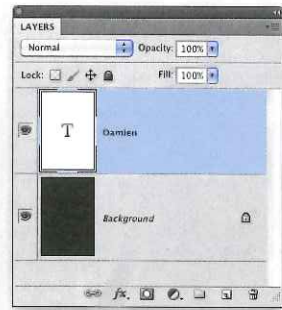 LAYERS
Normal Opacity: 100%
Lock: Fill: 100%
T Damien
Background
fx.